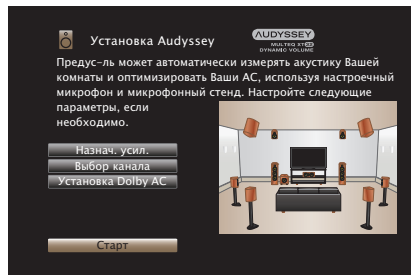 Установка Audyssey
AUDYSSEY
MULTEQ XT32
DYNAMIC VOLUME
Предус-ль может автоматически измерять акустику Вашей
комнаты и оптимизировать Ваши АС, используя настроечный
микрофон и микрофонный стенд. Настройте следующие
параметры, если
необходимо.
Назнач. усил.
Выбор канала
Установка Dolby АС
Старт